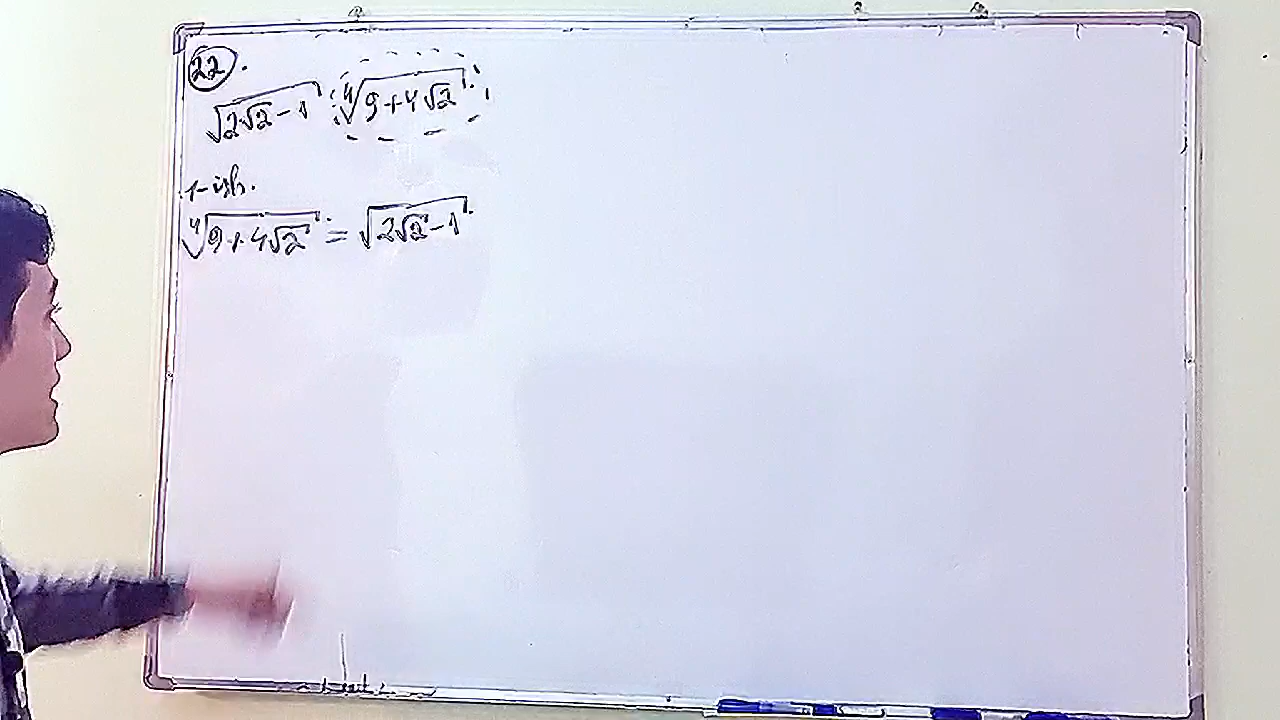 22.
√(2√2-1) · ⁴√(9+4√2)
1-ish.
⁴√(9+4√2) = √(2√2-1)